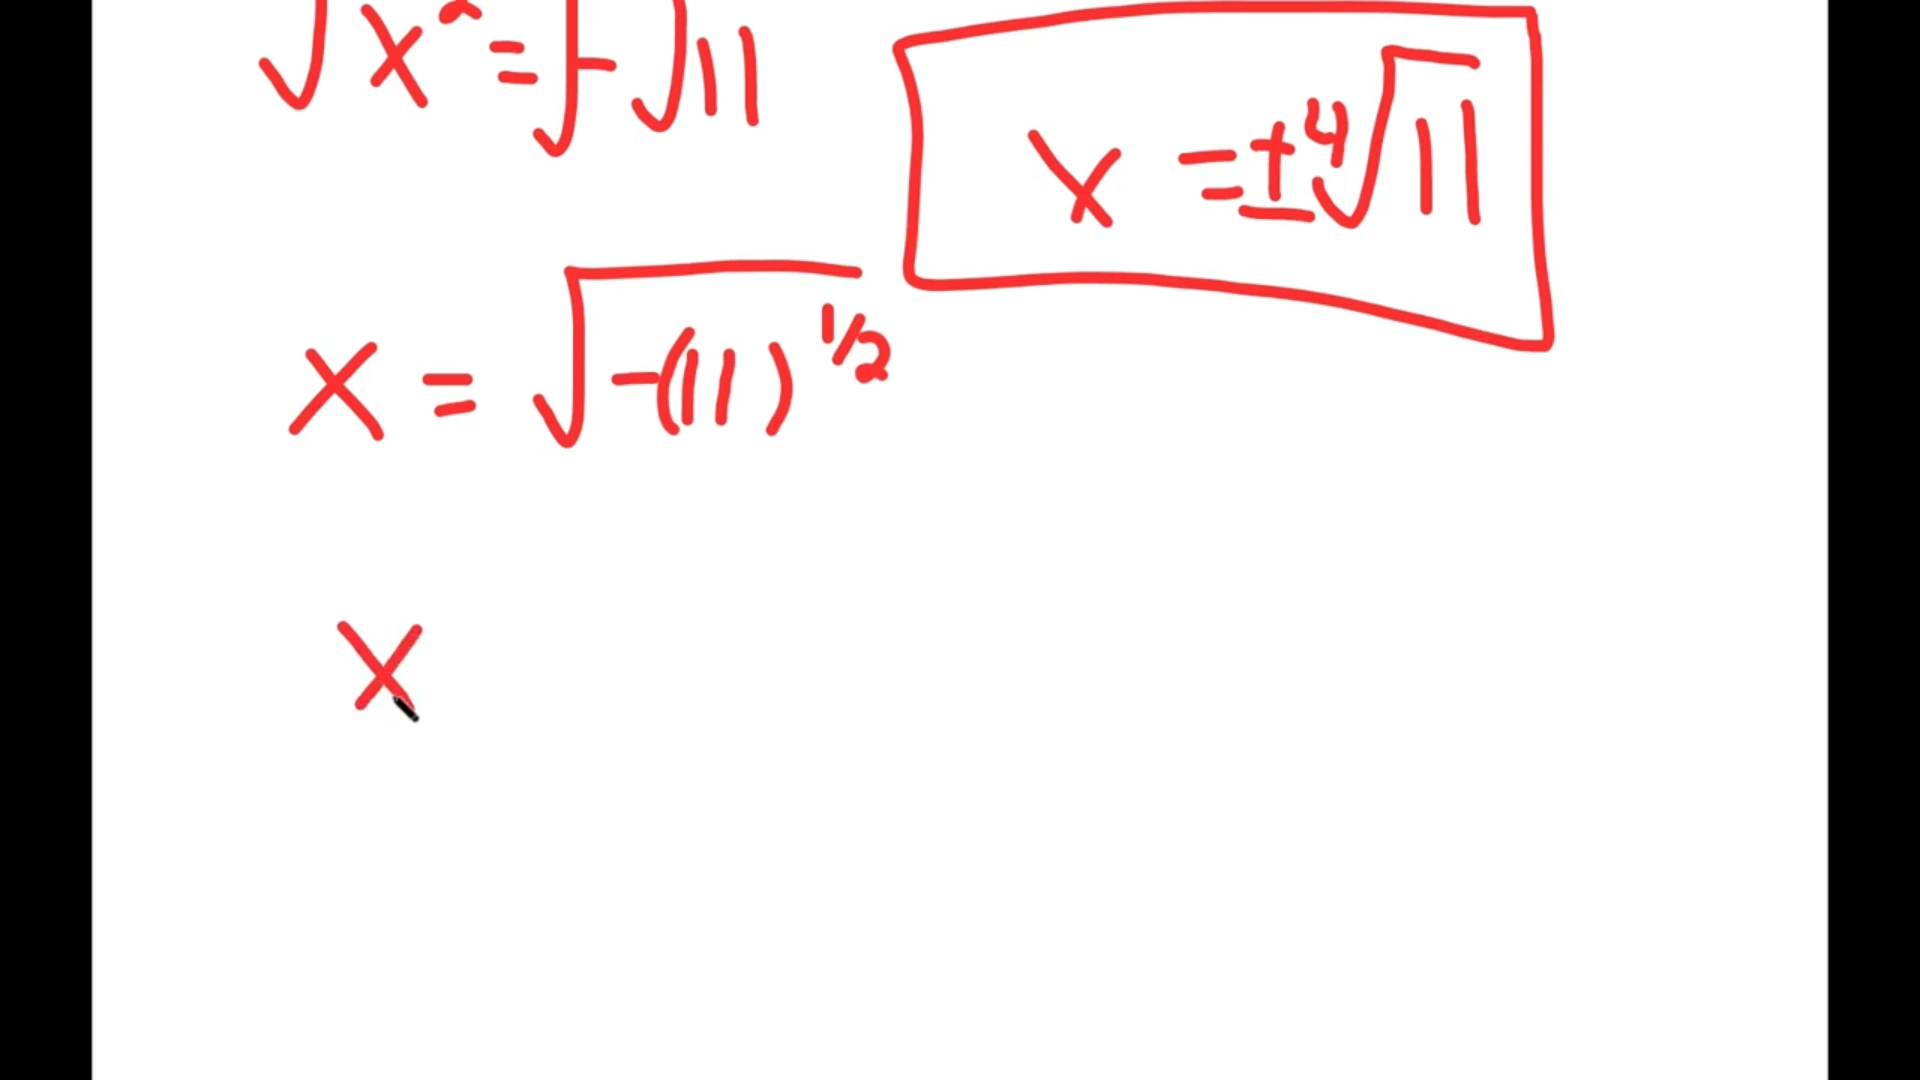 √x² = √-√11
x = ±⁴√11
x = √-(11)^1/2
x